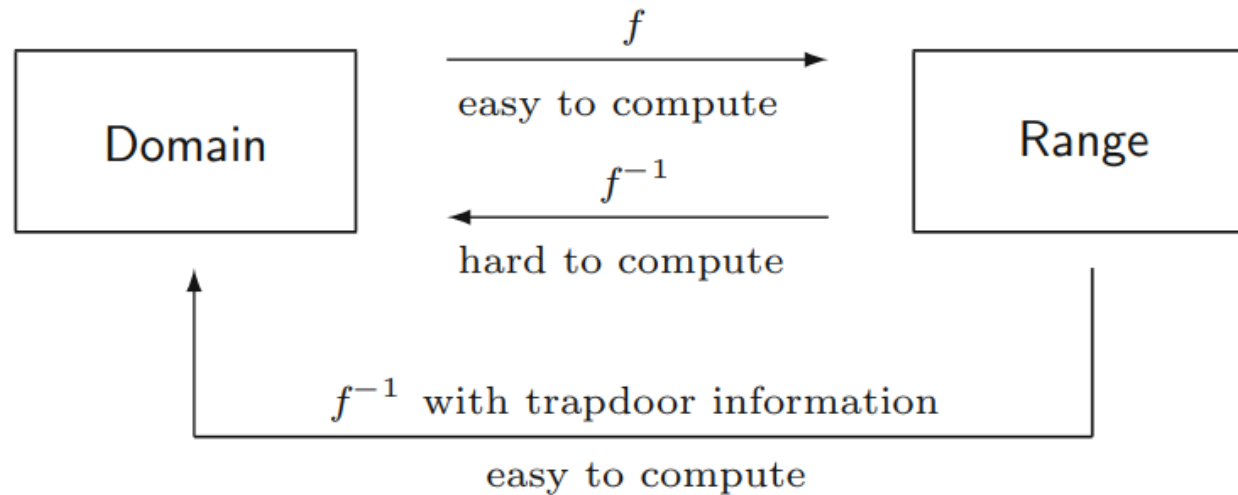 f
easy to compute
Domain
Range
f⁻¹
hard to compute
f⁻¹ with trapdoor information
easy to compute